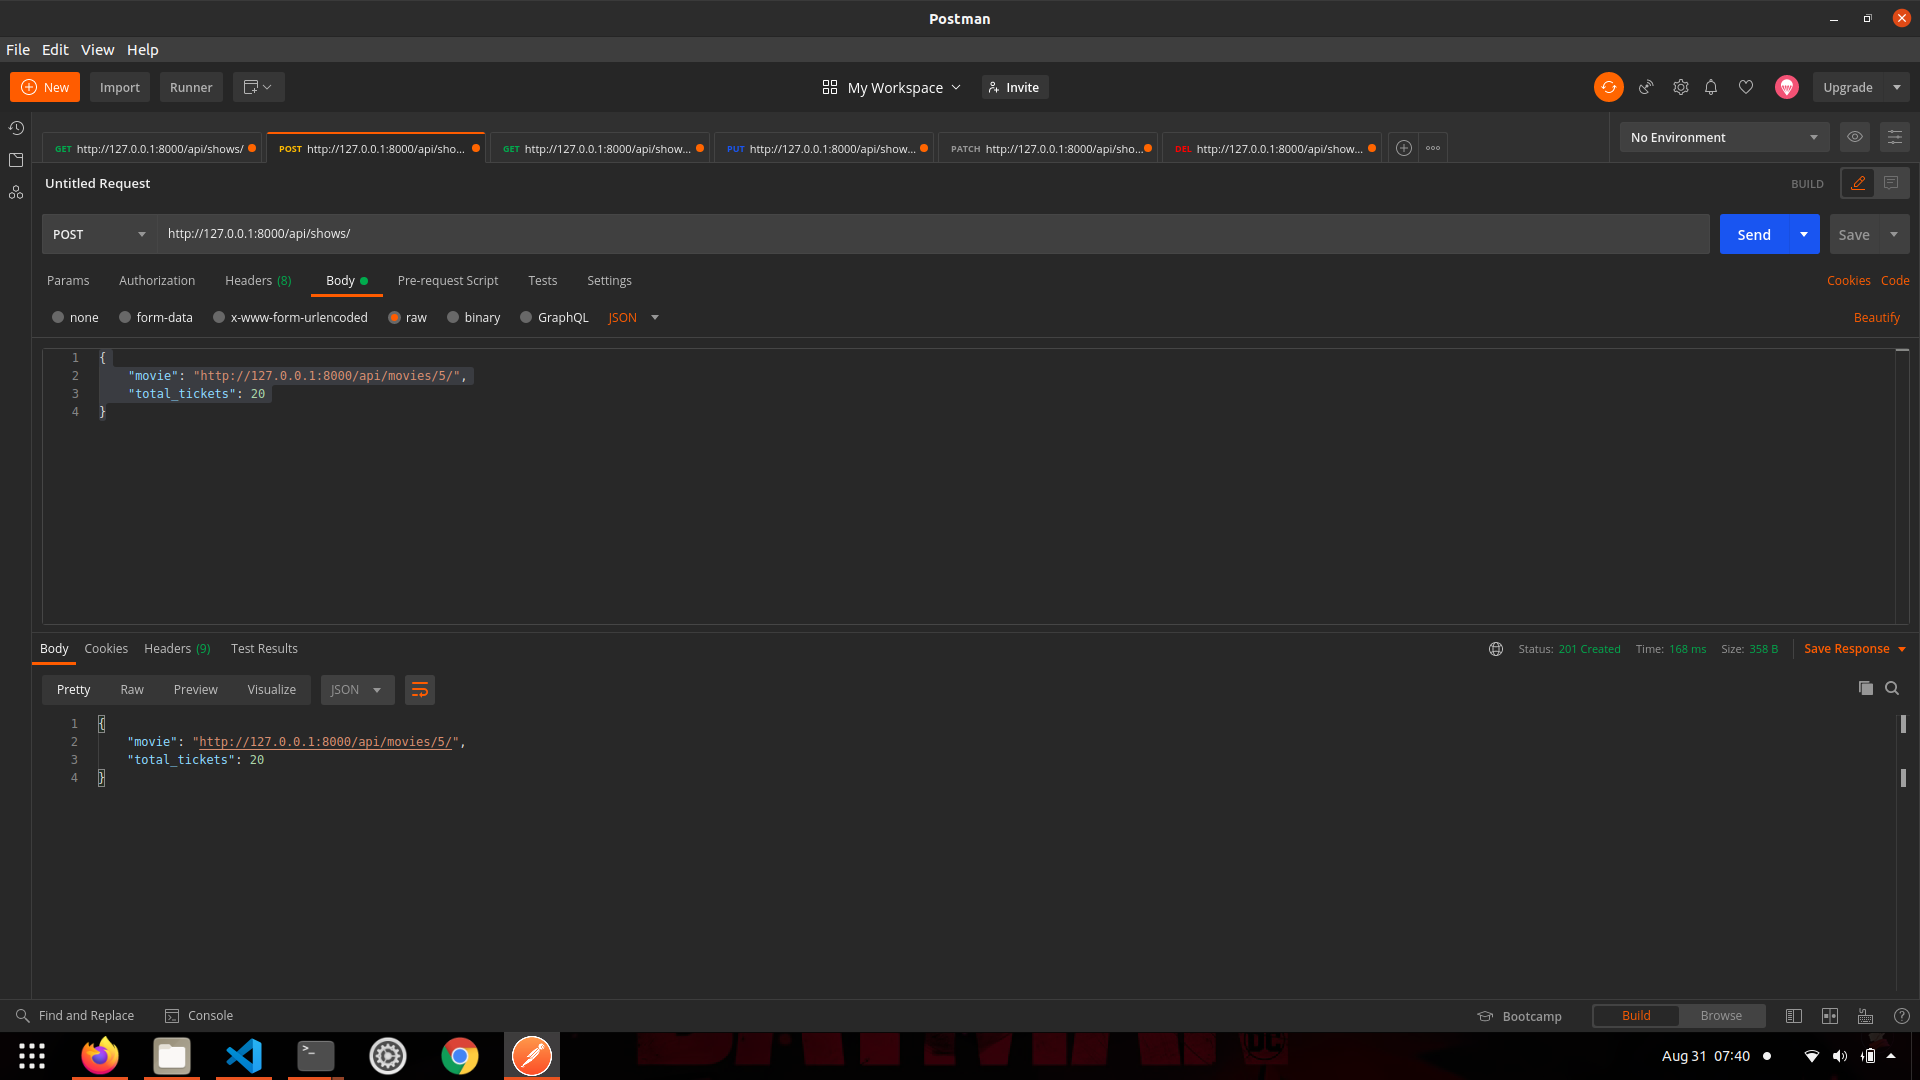 Postman
File Edit View Help
New Import Runner My Workspace Invite Upgrade
GET http://127.0.0.1:8000/api/shows/ POST http://127.0.0.1:8000/api/sho... GET http://127.0.0.1:8000/api/show... PUT http://127.0.0.1:8000/api/show... PATCH http://127.0.0.1:8000/api/sho... DEL http://127.0.0.1:8000/api/show... No Environment
Untitled Request BUILD
POST http://127.0.0.1:8000/api/shows/ Send Save
Params Authorization Headers (8) Body Pre-request Script Tests Settings Cookies Code
none form-data x-www-form-urlencoded raw binary GraphQL JSON Beautify
1 {
2 "movie": "http://127.0.0.1:8000/api/movies/5/",
3 "total_tickets": 20
4 }
Body Cookies Headers (9) Test Results Status: 201 Created Time: 168 ms Size: 358 B Save Response
Pretty Raw Preview Visualize JSON
1 {
2 "movie": "http://127.0.0.1:8000/api/movies/5/",
3 "total_tickets": 20
4 }
Find and Replace Console Bootcamp Build Browse
Aug 31 07:40